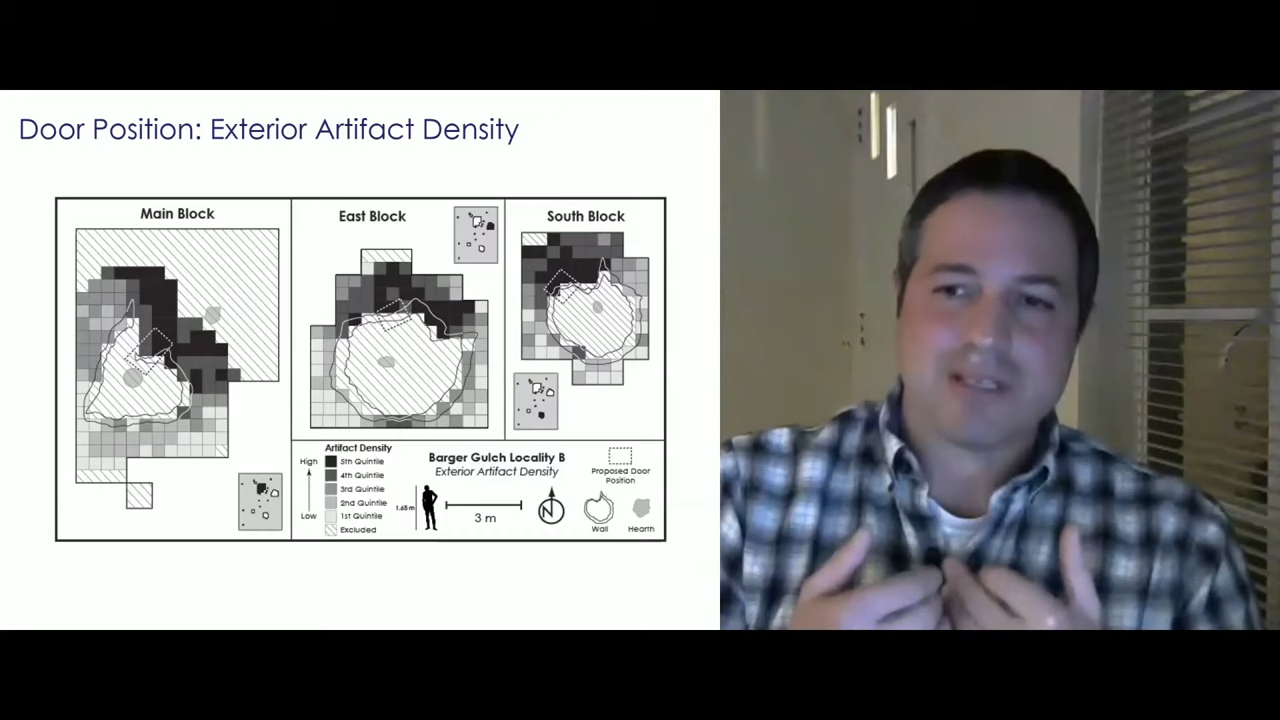 Door Position: Exterior Artifact Density
Main Block
East Block
South Block
Artifact Density
High
Low
5th Quintile
4th Quintile
3rd Quintile
2nd Quintile
1st Quintile
Excluded
1.65 m
Barger Gulch Locality B
Exterior Artifact Density
3 m
N
Proposed Door
Position
Wall
Hearth